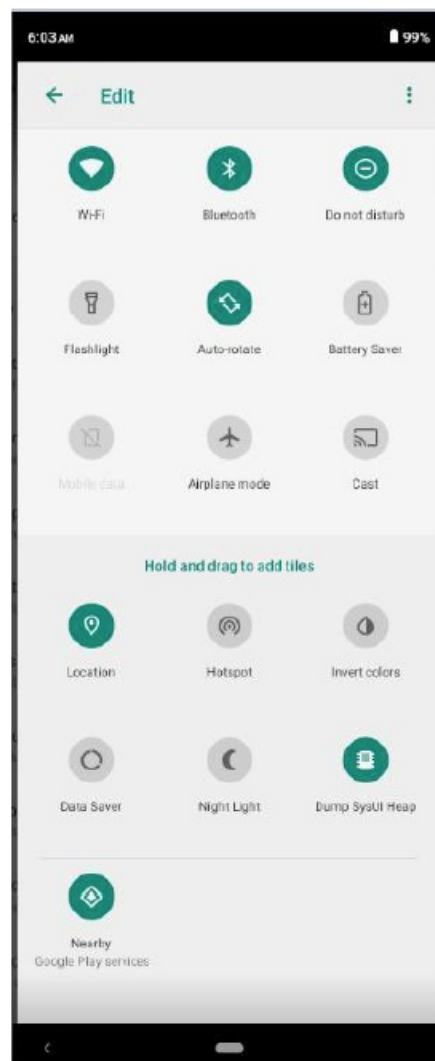 6:03 AM 99%
Edit
Wi-Fi Bluetooth Do not disturb
Flashlight Auto-rotate Battery Saver
Mobile data Airplane mode Cast
Hold and drag to add tiles
Location Hotspot Invert colors
Data Saver Night Light Dump SysUI Heap
Nearby
Google Play services